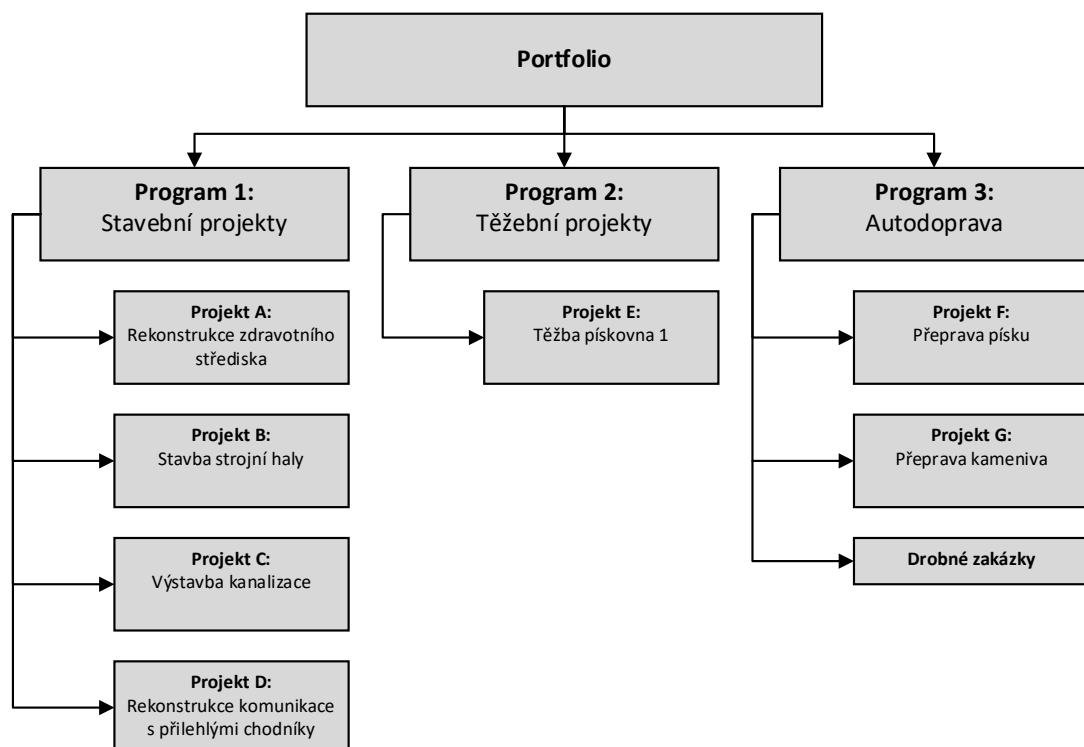 Portfolio
Program 1:
Stavební projekty
Program 2:
Těžební projekty
Program 3:
Autodoprava
Projekt A:
Rekonstrukce zdravotního
střediska
Projekt E:
Těžba pískovna 1
Projekt F:
Přeprava písku
Projekt B:
Stavba strojní haly
Projekt G:
Přeprava kameniva
Projekt C:
Výstavba kanalizace
Drobné zakázky
Projekt D:
Rekonstrukce komunikace
s přilehlými chodníky